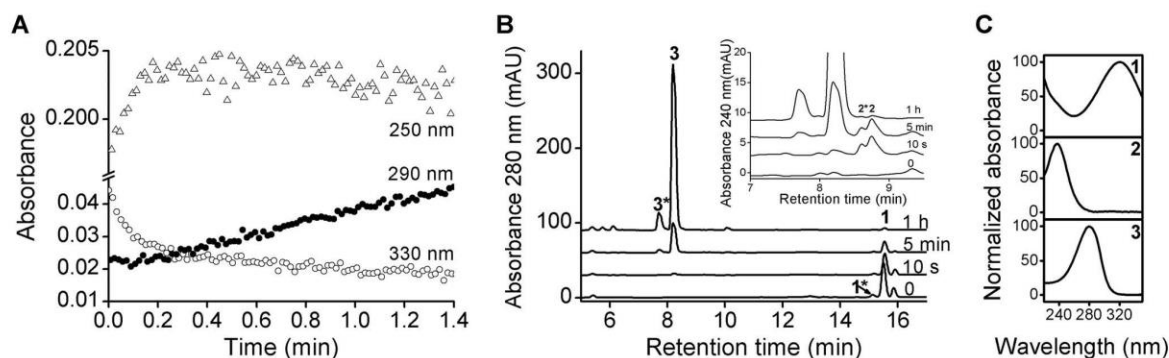 A
Absorbance
0.205
0.200
0.04
0.03
0.02
0.01
250 nm
290 nm
330 nm
0.0 0.2 0.4 0.6 0.8 1.0 1.2 1.4
Time (min)
B
Absorbance 280 nm (mAU)
300
200
100
0
3
3*
1
1*
1 h
5 min
10 s
0
6 8 10 12 14 16
Retention time (min)
Absorbance 240 nm(mAU)
20
15
10
5
0
2*2
1 h
5 min
10 s
0
7 8 9
Retention time (min)
C
Normalized absorbance
100
50
0
1
100
50
2
100
50
0
3
240 280 320
Wavelength (nm)